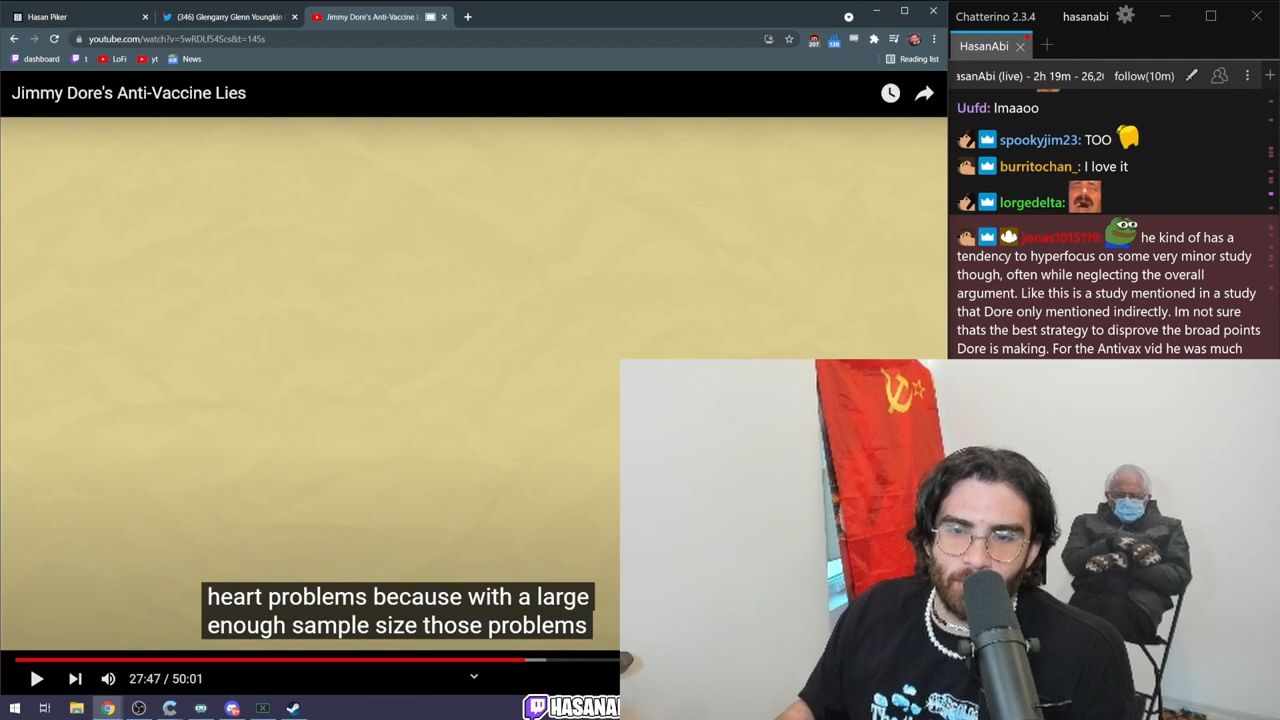 Hasan Piker
(346) Glengarry Glenn Youngkin
Jimmy Dore's Anti-Vaccine L
youtube.com/watch?v=5wRDLf54Scs&t=145s
207
120
dashboard
t
LoFi
yt
News
Reading list
Jimmy Dore's Anti-Vaccine Lies
heart problems because with a large
enough sample size those problems
27:47 / 50:01
HASANA
Chatterino 2.3.4
hasanabi
HasanAbi
asanAbi (live) - 2h 19m - 26,2
follow(10m)
Uufd: lmaaoo
spookyjim23: TOO
burritochan_: I love it
lorgedelta:
jonas1015119: he kind of has a
tendency to hyperfocus on some very minor study
though, often while neglecting the overall
argument. Like this is a study mentioned in a study
that Dore only mentioned indirectly. Im not sure
thats the best strategy to disprove the broad points
Dore is making. For the Antivax vid he was much